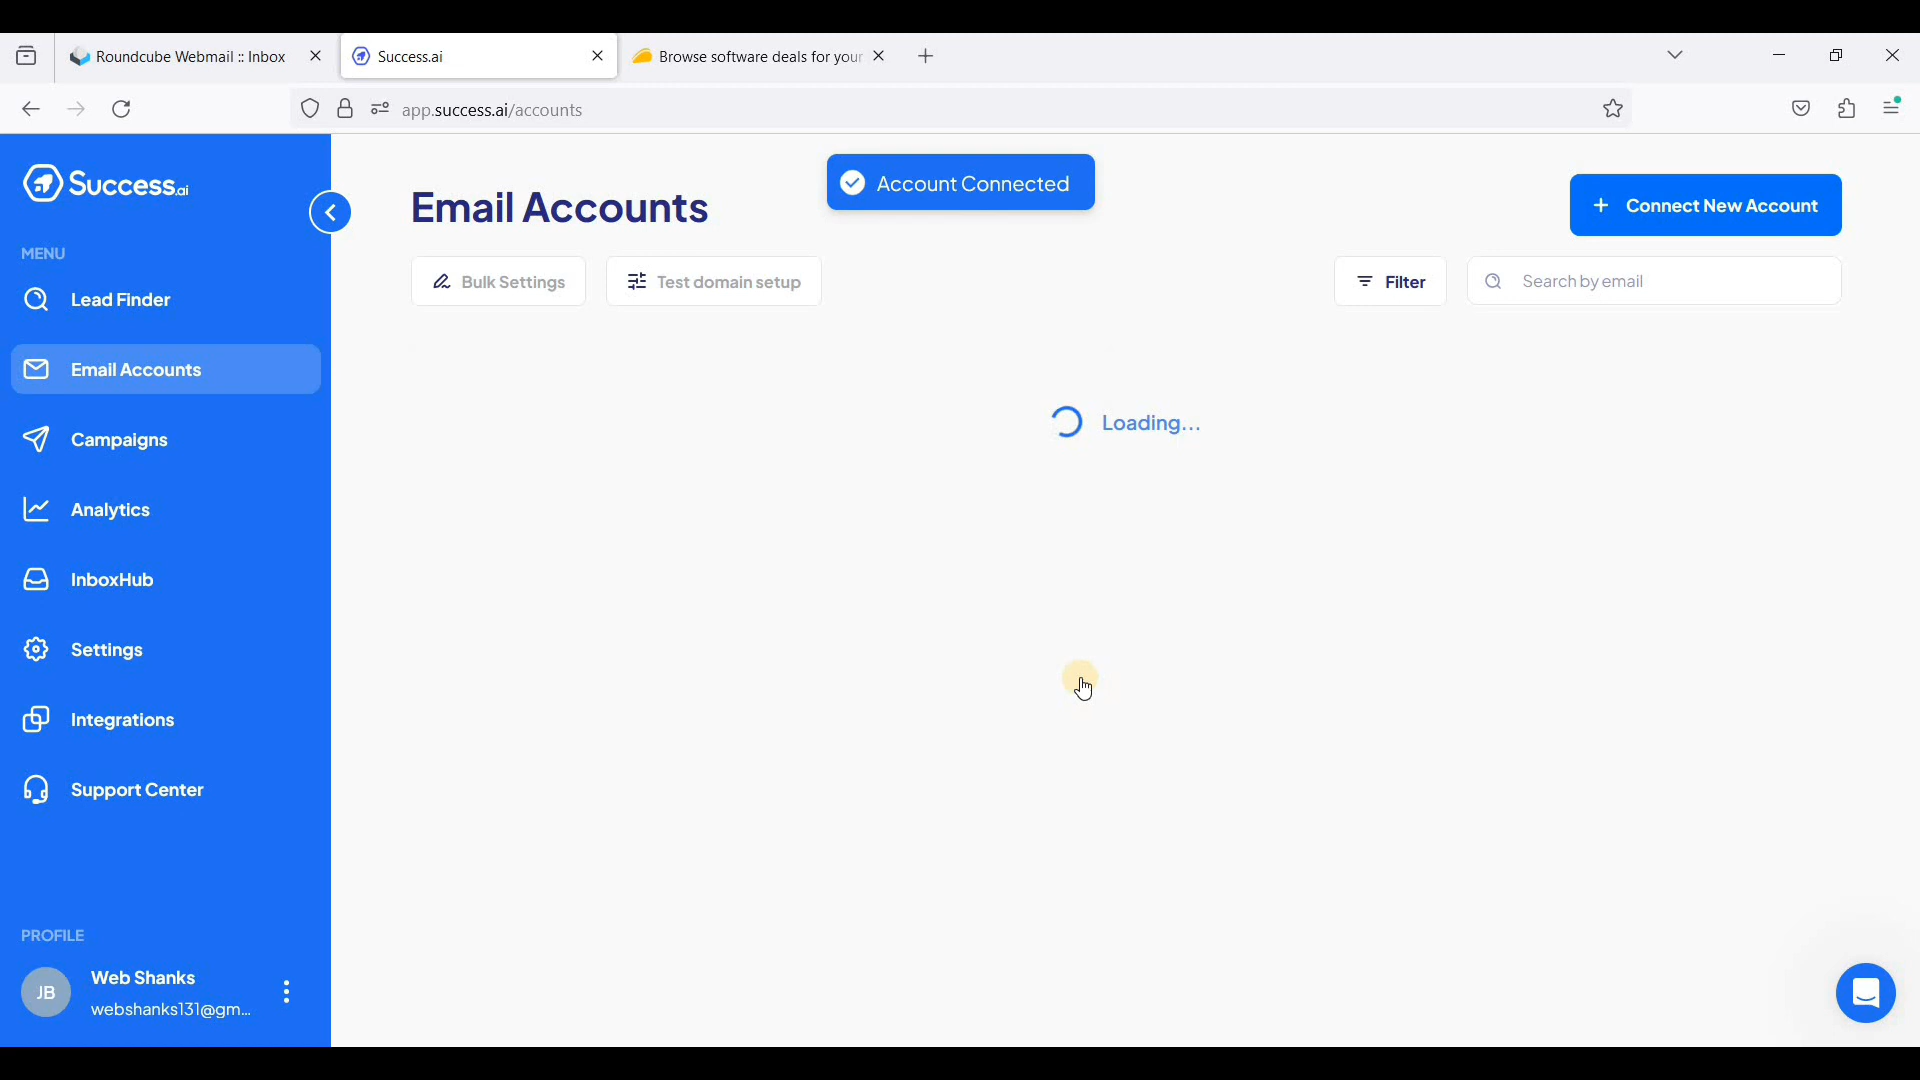 Roundcube Webmail :: Inbox
Success.ai
Browse software deals for your
app.success.ai/accounts
Success.ai
Account Connected
Email Accounts
+ Connect New Account
MENU
Bulk Settings
Test domain setup
Filter
Search by email
Lead Finder
Email Accounts
Loading...
Campaigns
Analytics
InboxHub
Settings
Integrations
Support Center
PROFILE
JB
Web Shanks
webshanks131@gm...